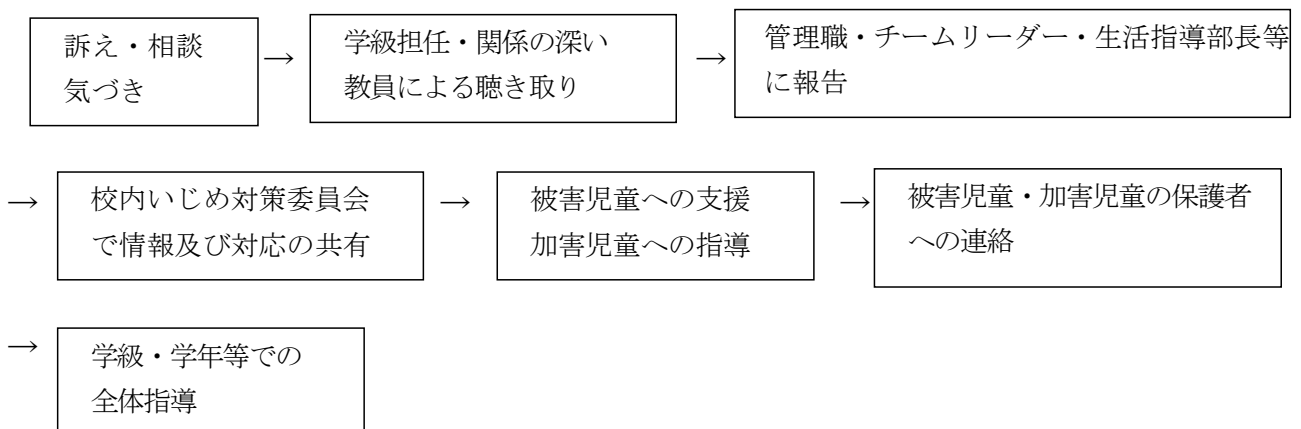 訴え・相談
気づき
→
学級担任・関係の深い
教員による聴き取り
→
管理職・チームリーダー・生活指導部長等
に報告
→
校内いじめ対策委員会
で情報及び対応の共有
→
被害児童への支援
加害児童への指導
→
被害児童・加害児童の保護者
への連絡
→
学級・学年等での
全体指導